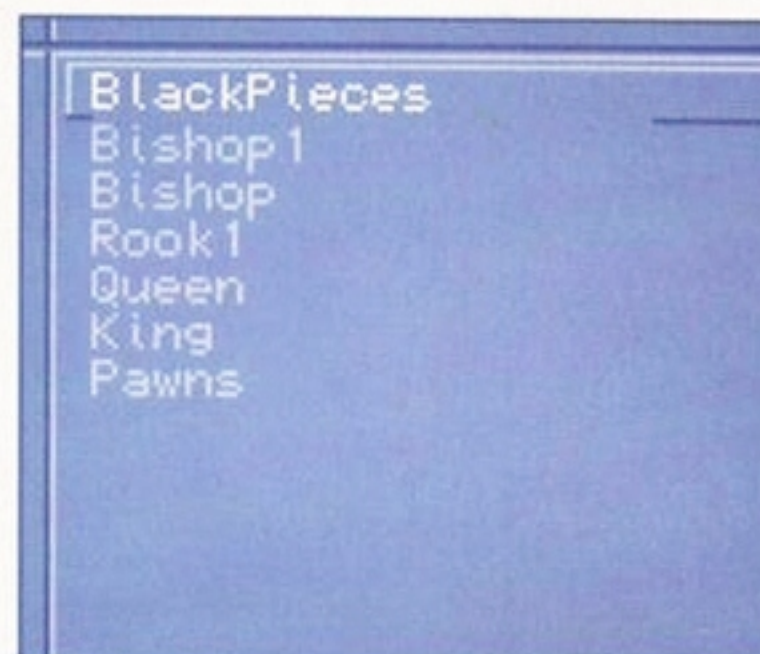 BlackPieces
Bishop1
Bishop
Rook1
Queen
King
Pawns